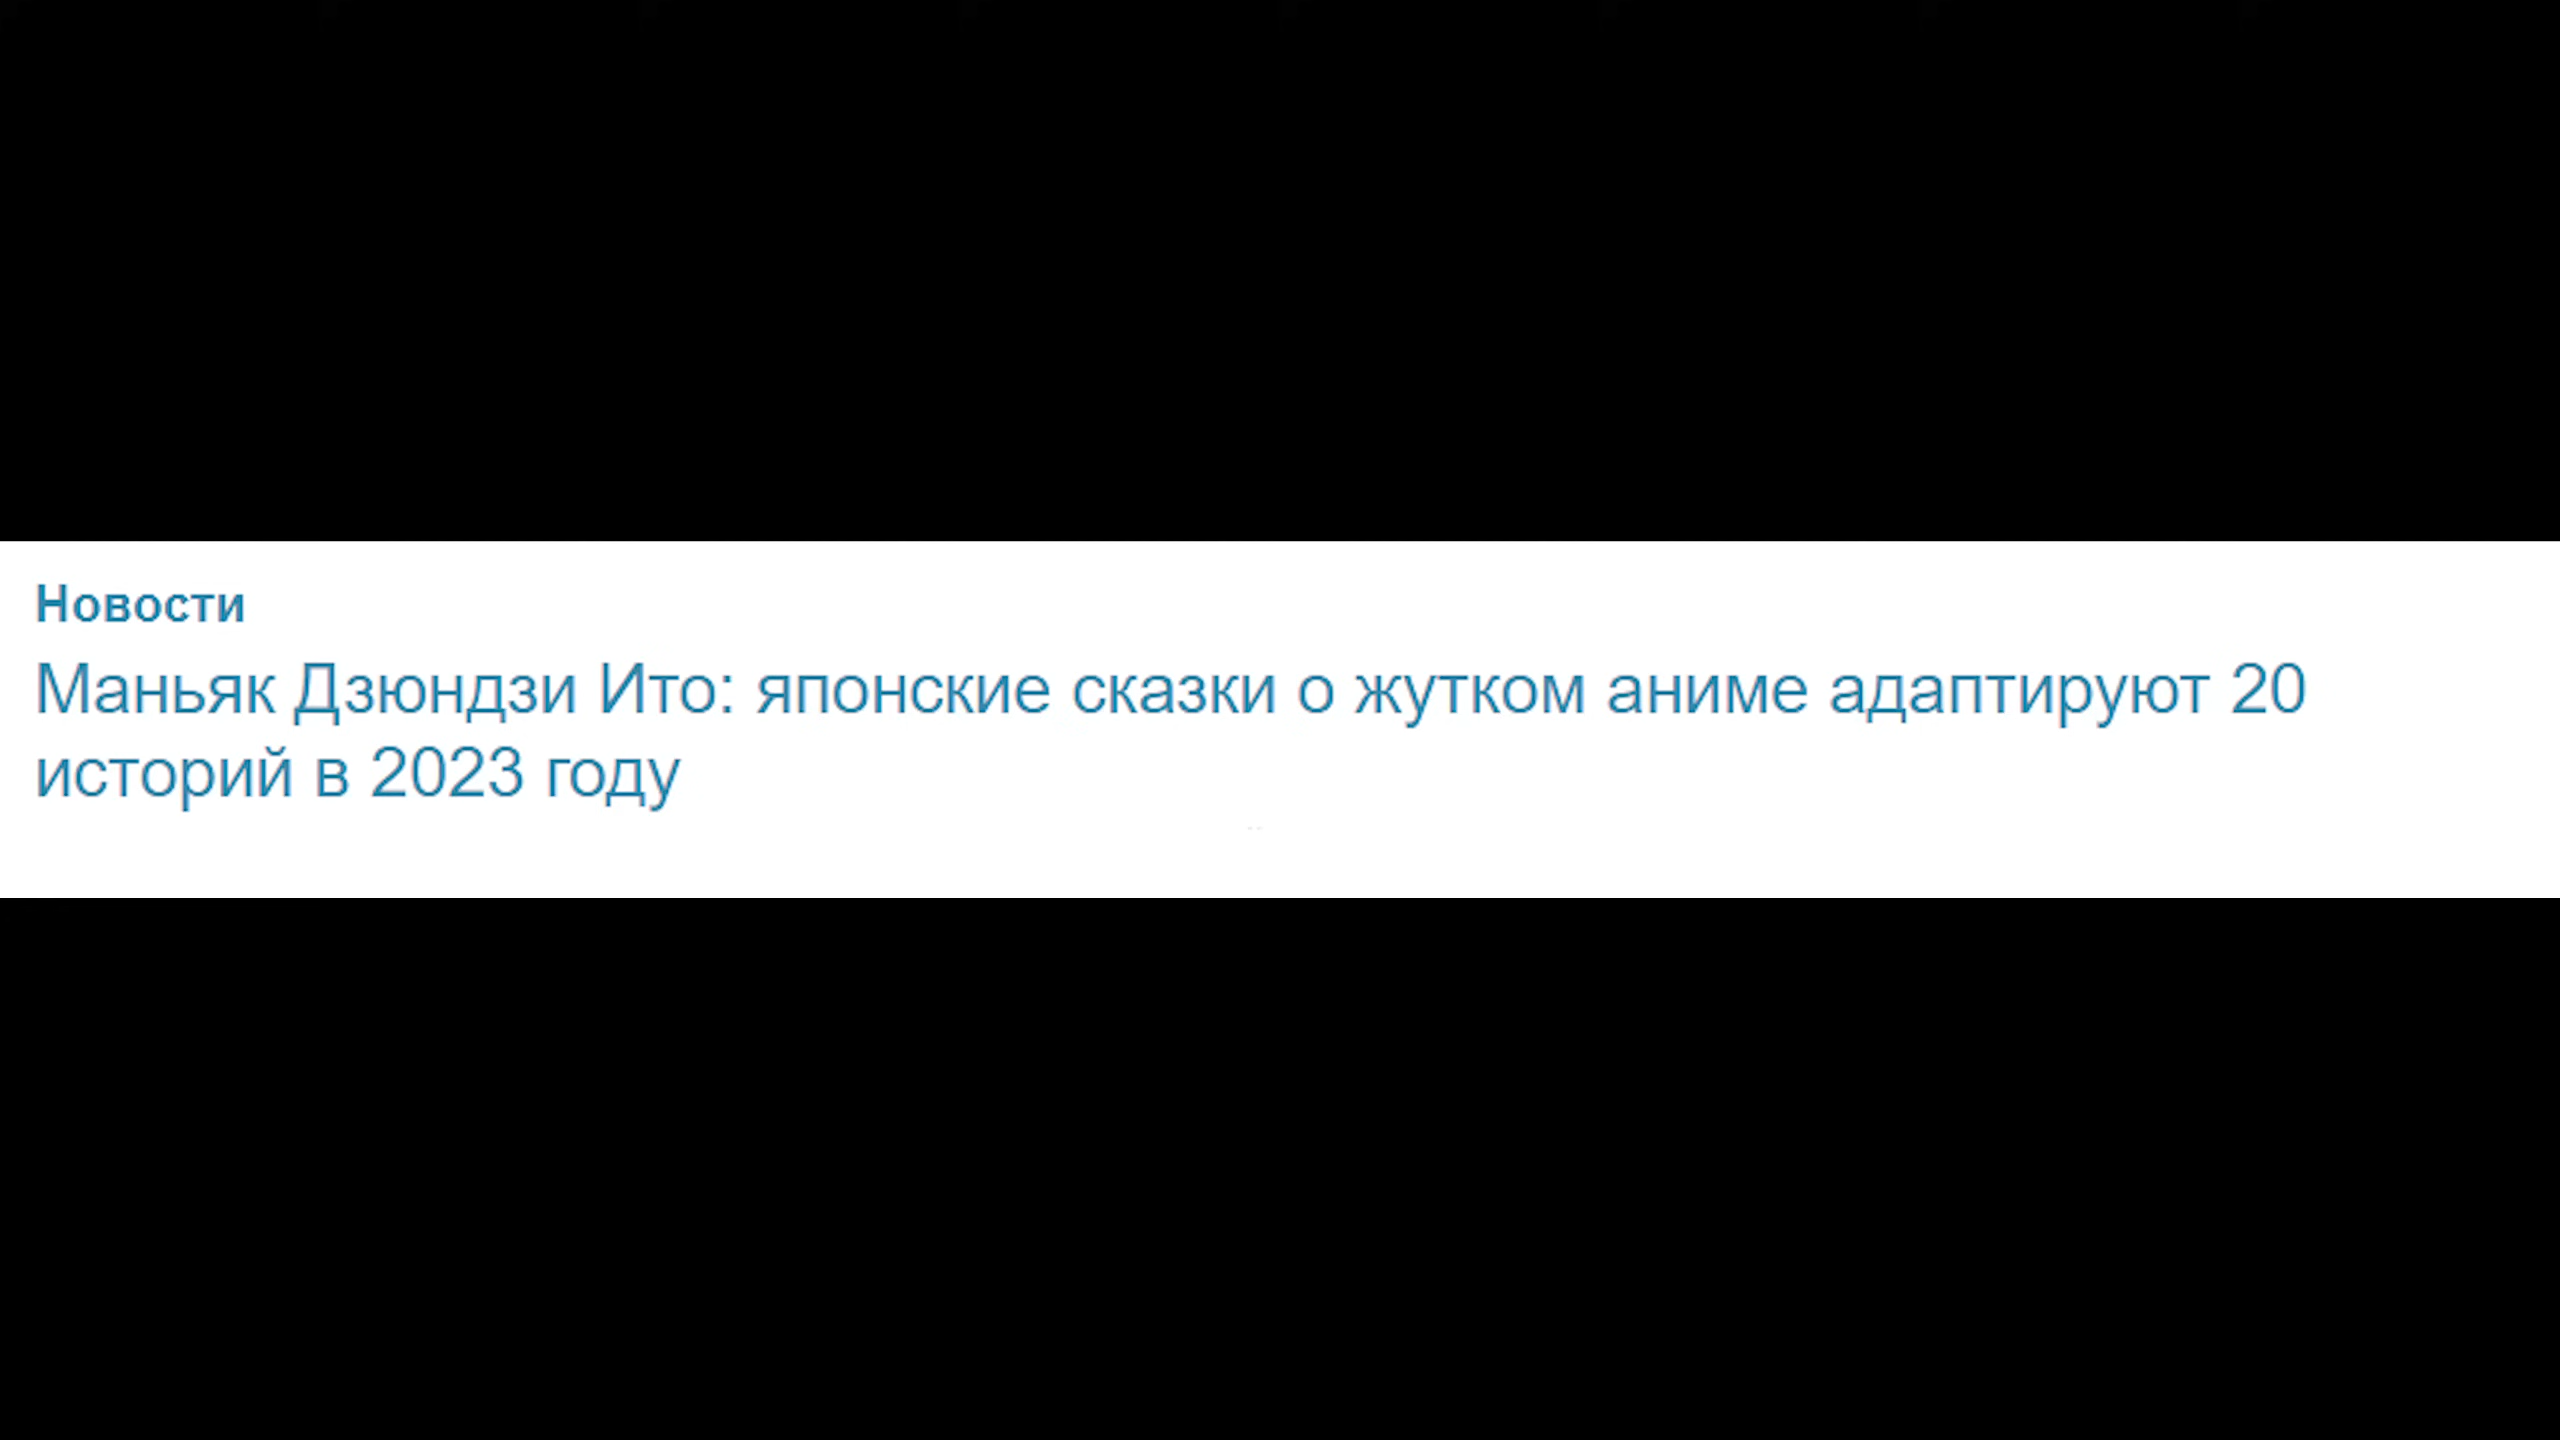 Новости
Маньяк Дзюндзи Ито: японские сказки о жутком аниме адаптируют 20
историй в 2023 году